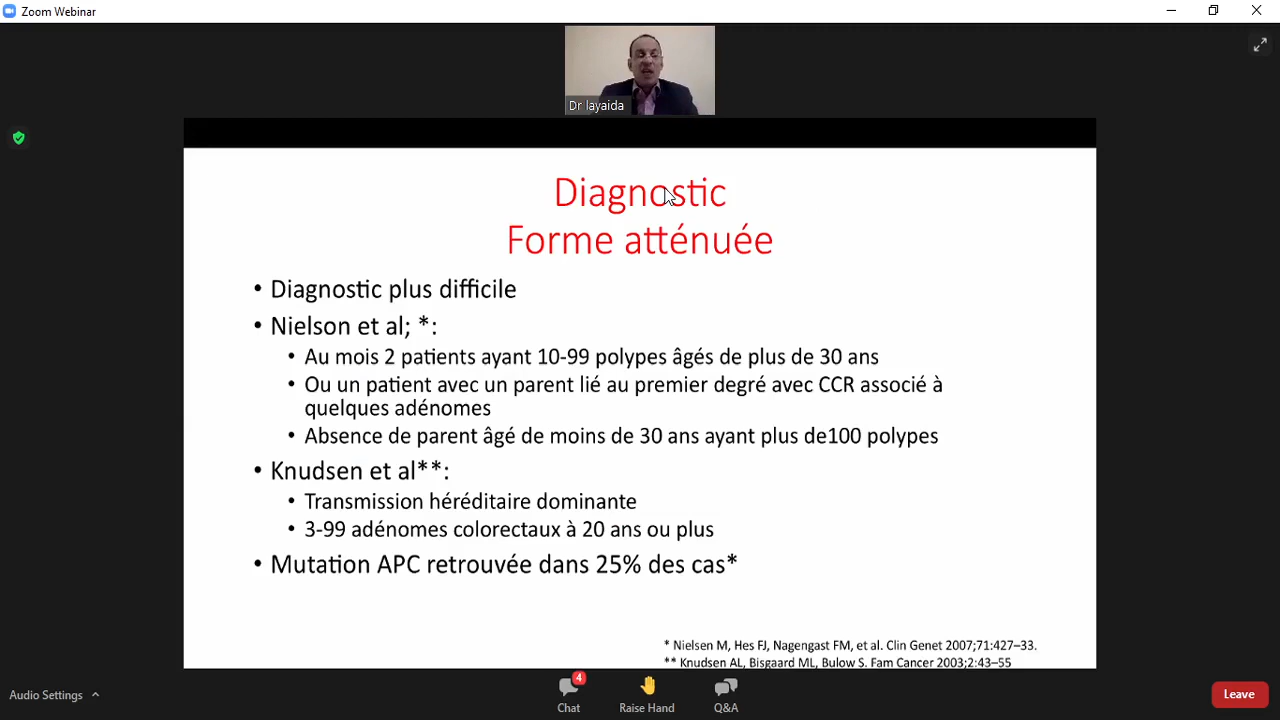 Zoom Webinar
Dr layaida
Diagnostic
Forme atténuée
• Diagnostic plus difficile
• Nielson et al; *:
• Au mois 2 patients ayant 10-99 polypes âgés de plus de 30 ans
• Ou un patient avec un parent lié au premier degré avec CCR associé à
quelques adénomes
• Absence de parent âgé de moins de 30 ans ayant plus de100 polypes
• Knudsen et al**:
• Transmission héréditaire dominante
• 3-99 adénomes colorectaux à 20 ans ou plus
• Mutation APC retrouvée dans 25% des cas*
* Nielsen M, Hes FJ, Nagengast FM, et al. Clin Genet 2007;71:427–33.
** Knudsen AL, Bisgaard ML, Bulow S. Fam Cancer 2003;2:43–55
Audio Settings
4
Chat
Raise Hand
Q&A
Leave